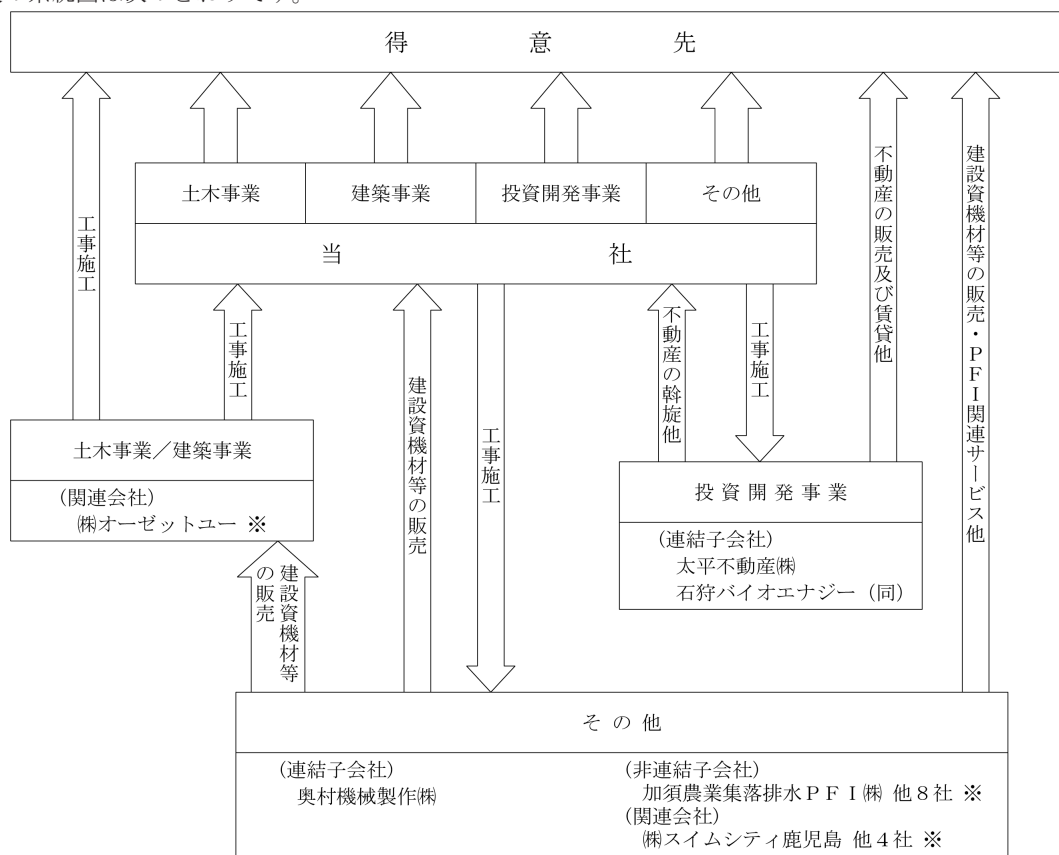 得意先
土木事業
建築事業
投資開発事業
その他
当社
工事施工
工事施工
建設資機材等の販売
工事施工
不動産の斡旋他
工事施工
不動産の販売及び賃貸他
建設資機材等の販売・ＰＦＩ関連サービス他
土木事業／建築事業
(関連会社)
㈱オーゼットユー ※
投資開発事業
(連結子会社)
太平不動産㈱
石狩バイオエナジー（同）
建設資機材等
の販売
その他
(連結子会社)
奥村機械製作㈱
(非連結子会社)
加須農業集落排水ＰＦＩ㈱ 他８社 ※
(関連会社)
㈱スイムシティ鹿児島 他４社 ※